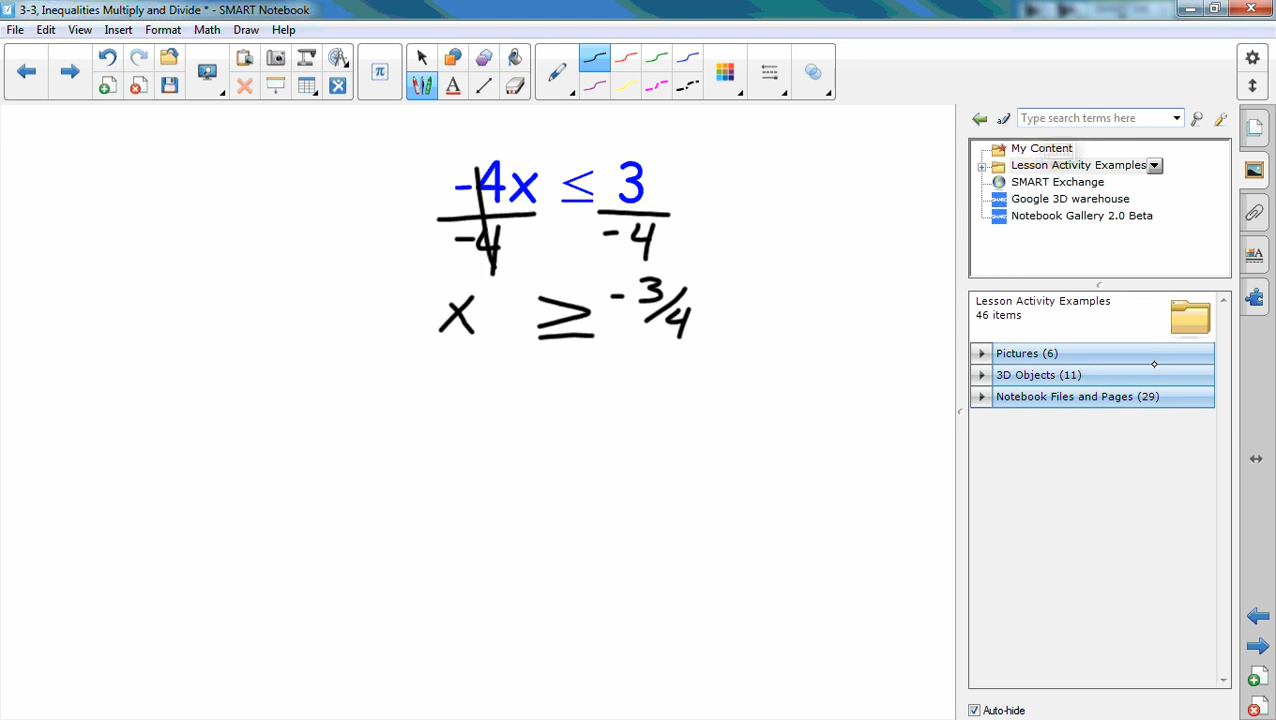 3-3, Inequalities Multiply and Divide * - SMART Notebook
File Edit View Insert Format Math Draw Help
π
A
-4x ≤ 3
-4 -4
x ≥ -3/4
Type search terms here
My Content
Lesson Activity Examples
SMART Exchange
Google 3D warehouse
Notebook Gallery 2.0 Beta
Lesson Activity Examples
46 items
Pictures (6)
3D Objects (11)
Notebook Files and Pages (29)
Auto-hide